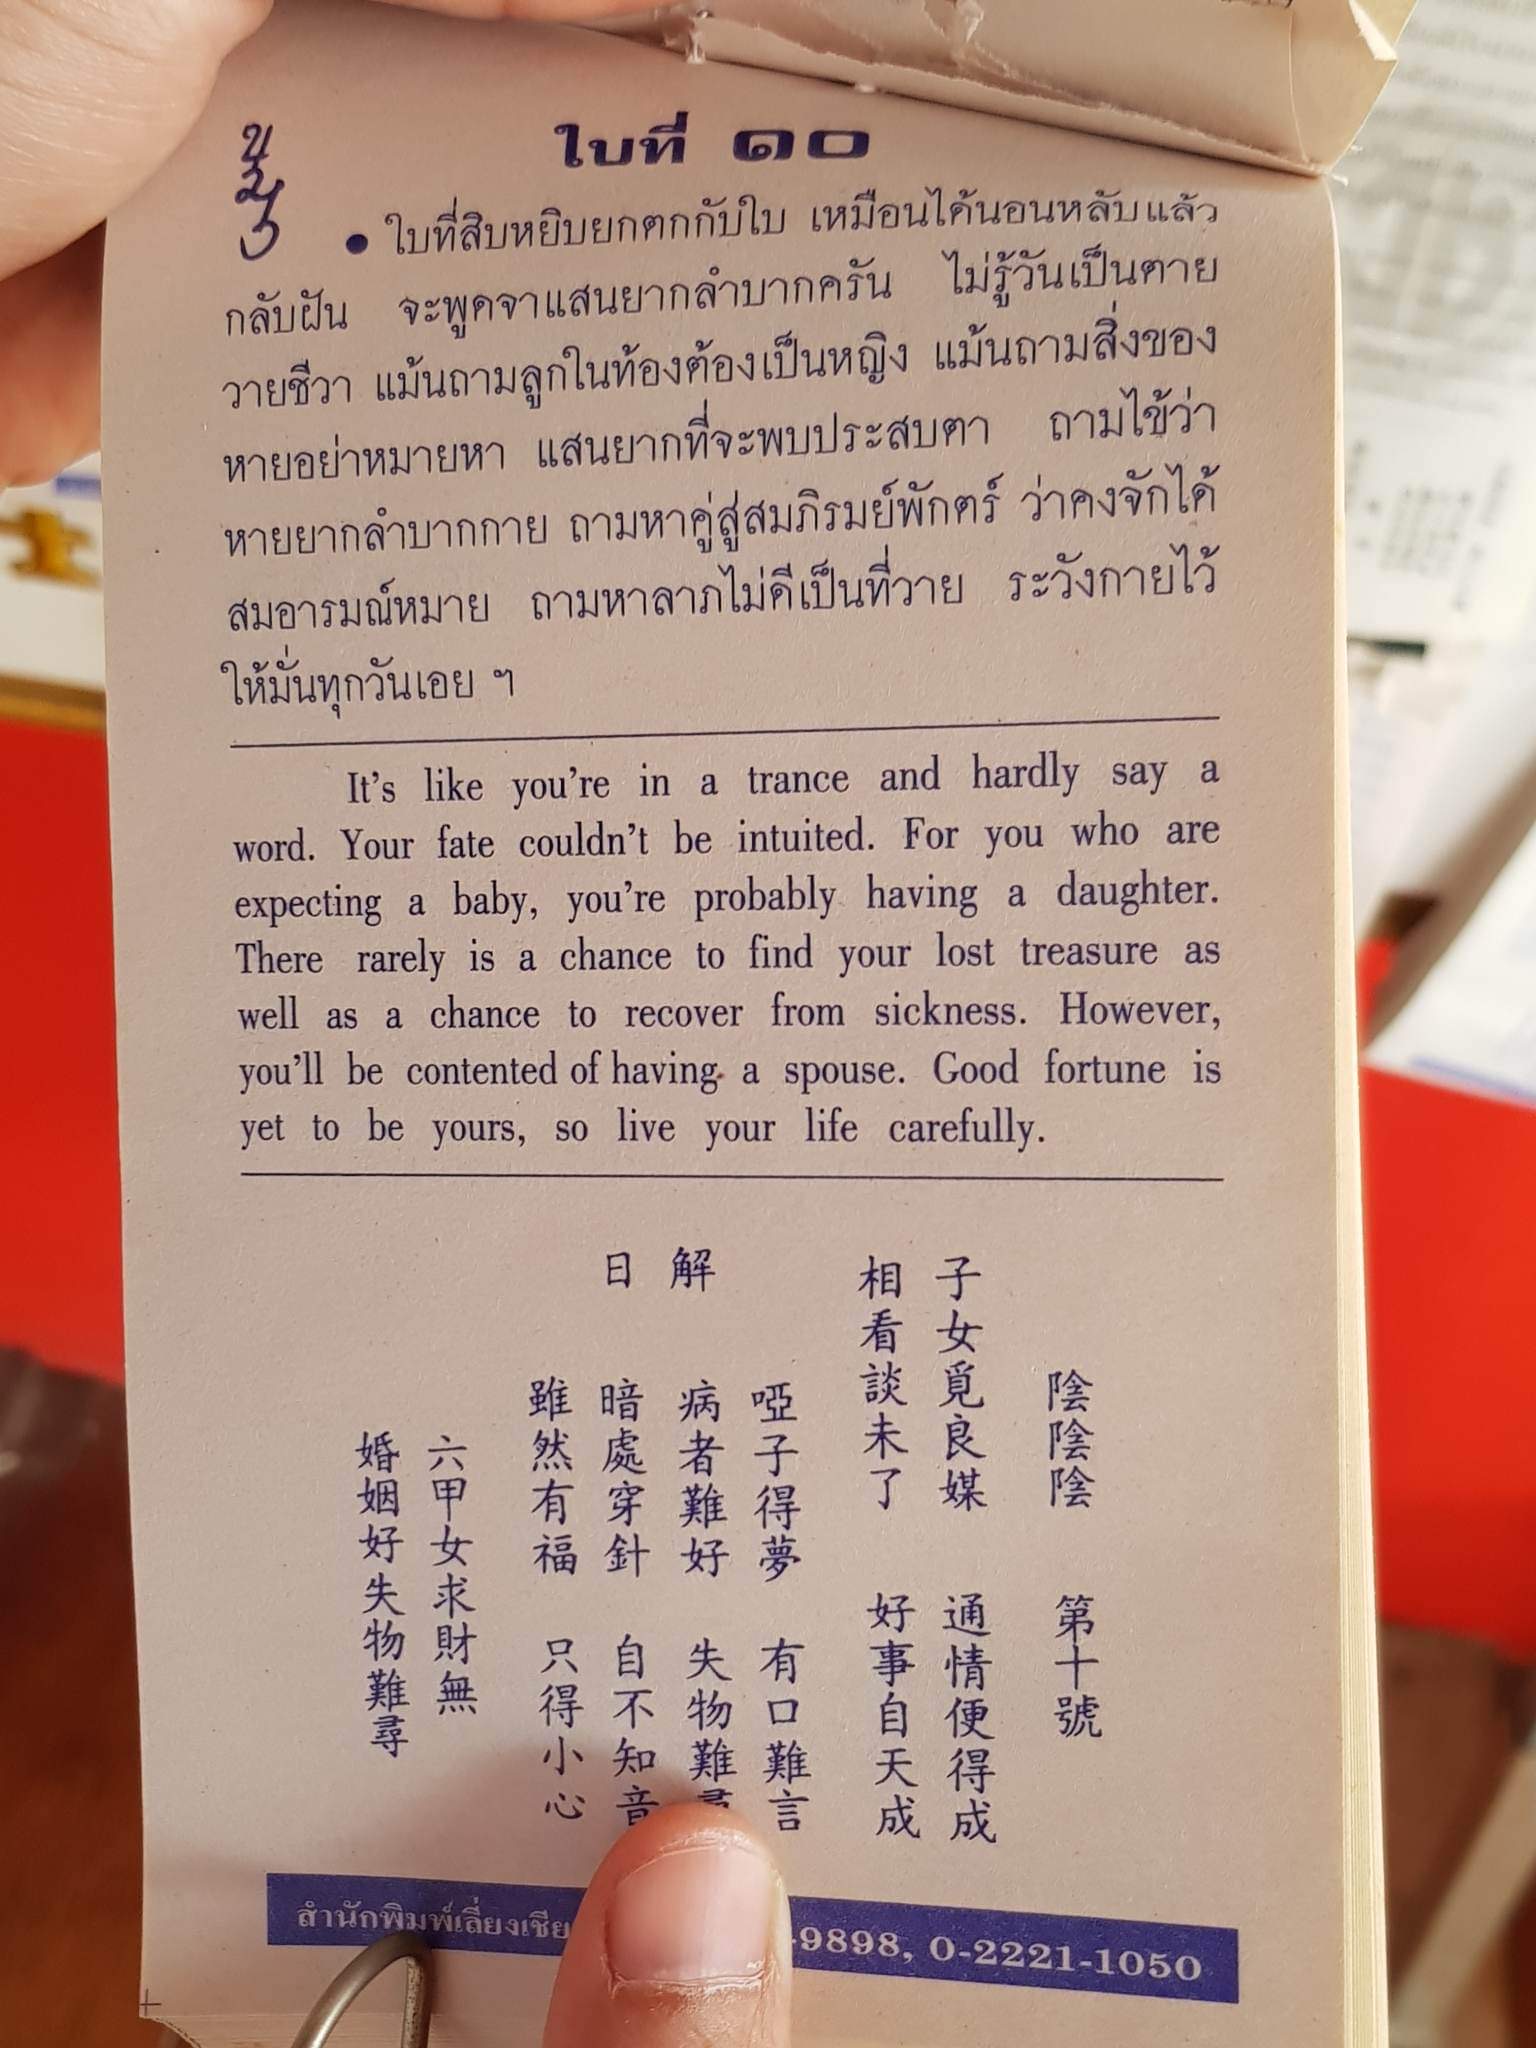 ใบที่ ๑๐
• ใบที่สิบหยิบยกตกกับใบ เหมือนได้นอนหลับแล้ว
กลับฝัน จะพูดจาแสนยากลำบากครัน ไม่รู้วันเป็นตาย
วายชีวา แม้นถามลูกในท้องต้องเป็นหญิง แม้นถามสิ่งของ
หายอย่าหมายหา แสนยากที่จะพบประสบตา ถามไข้ว่า
หายยากลำบากกาย ถามหาคู่สู่สมภิรมย์พักตร์ ว่าคงจักได้
สมอารมณ์หมาย ถามหาลาภไม่ดีเป็นที่วาย ระวังกายไว้
ให้มั่นทุกวันเอย ฯ
It's like you're in a trance and hardly say a
word. Your fate couldn't be intuited. For you who are
expecting a baby, you're probably having a daughter.
There rarely is a chance to find your lost treasure as
well as a chance to recover from sickness. However,
you'll be contented of having a spouse. Good fortune is
yet to be yours, so live your life carefully.
陰陰陰 第十號
子女覓良媒 通情便得成
相看談未了 好事自天成
解日
啞子得夢 有口難言
病者難好 失物難尋
暗處穿針 自不知音
雖然有福 只得小心
六甲女求財無
婚姻好失物難尋
สำนักพิมพ์เลี่ยงเชีย -9898, 0-2221-1050